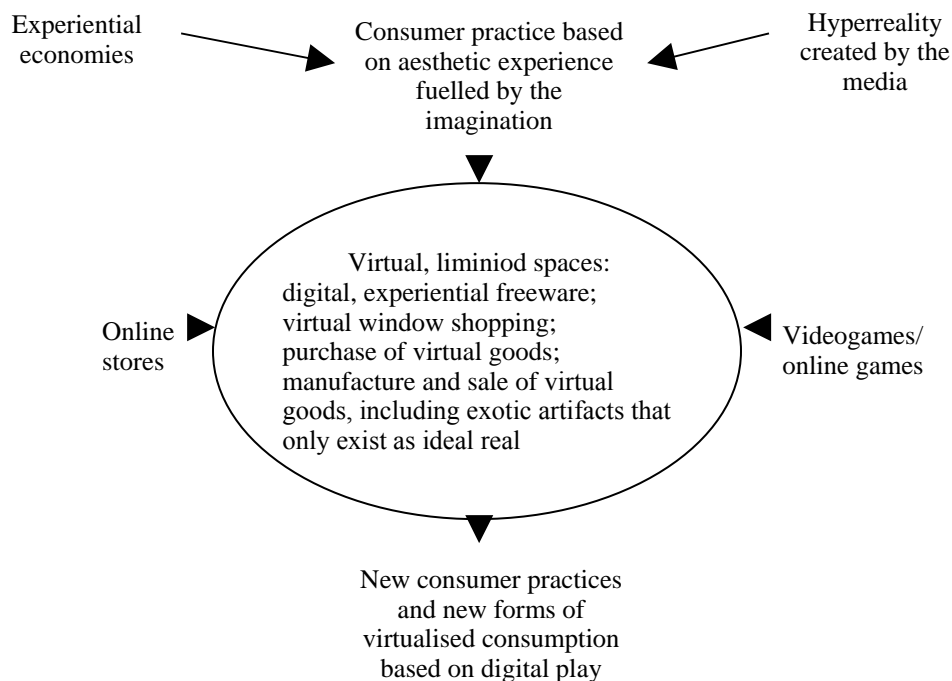 Experiential
economies
Consumer practice based
on aesthetic experience
fuelled by the
imagination
Hyperreality
created by the
media
Virtual, liminiod spaces:
digital, experiential freeware;
virtual window shopping;
purchase of virtual goods;
manufacture and sale of virtual
goods, including exotic artifacts that
only exist as ideal real
Online
stores
Videogames/
online games
New consumer practices
and new forms of
virtualised consumption
based on digital play